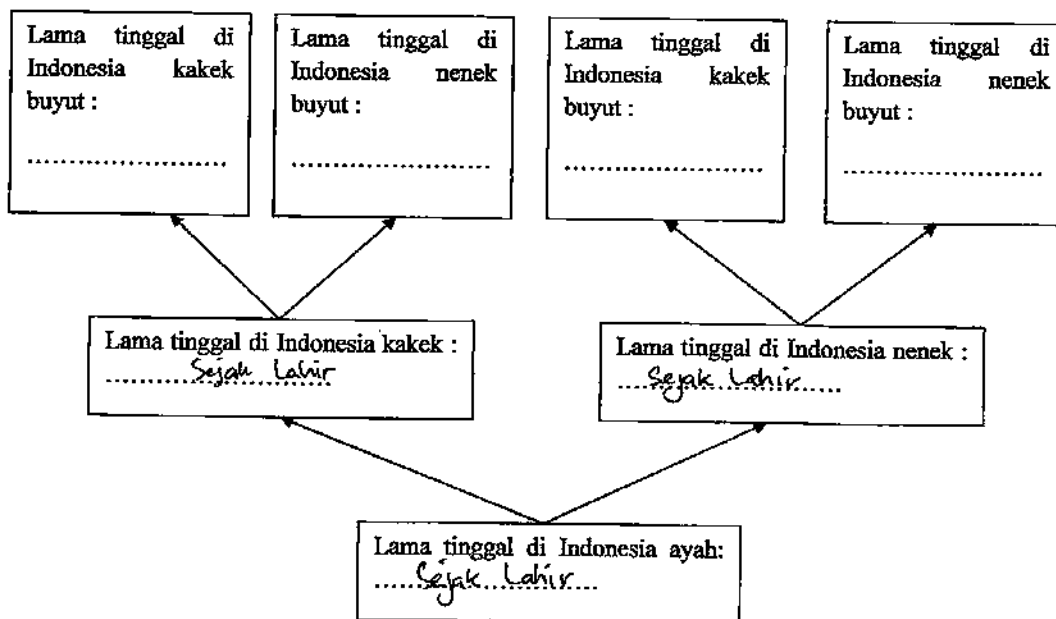 Lama tinggal di
Indonesia kakek
buyut :
....................................
Lama tinggal di
Indonesia nenek
buyut :
....................................
Lama tinggal di
Indonesia kakek
buyut :
....................................
Lama tinggal di
Indonesia nenek
buyut :
....................................
Lama tinggal di Indonesia kakek :
Sejak Lahir
Lama tinggal di Indonesia nenek :
Sejak Lahir
Lama tinggal di Indonesia ayah:
Sejak Lahir